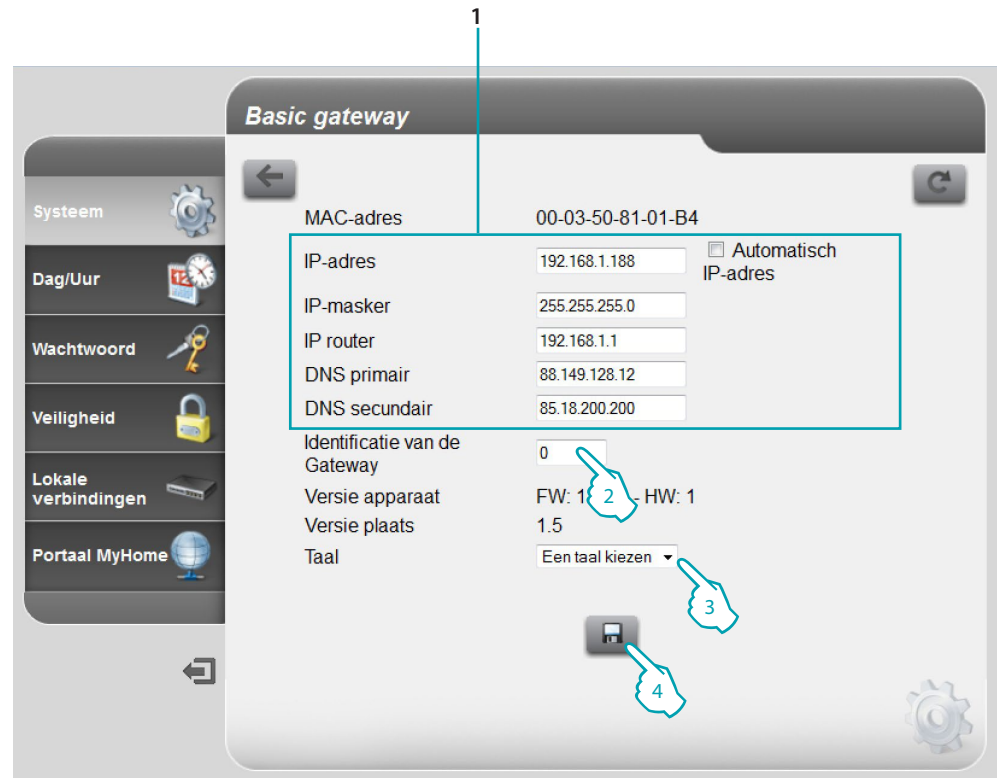 1
Basic gateway
Systeem
Dag/Uur
Wachtwoord
Veiligheid
Lokale
verbindingen
Portaal MyHome
MAC-adres 00-03-50-81-01-B4
IP-adres 192.168.1.188 Automatisch
IP-adres
IP-masker 255.255.255.0
IP router 192.168.1.1
DNS primair 88.149.128.12
DNS secundair 85.18.200.200
Identificatie van de
Gateway 0
2
Versie apparaat FW: - HW: 1
Versie plaats 1.5
Taal Een taal kiezen
3
4